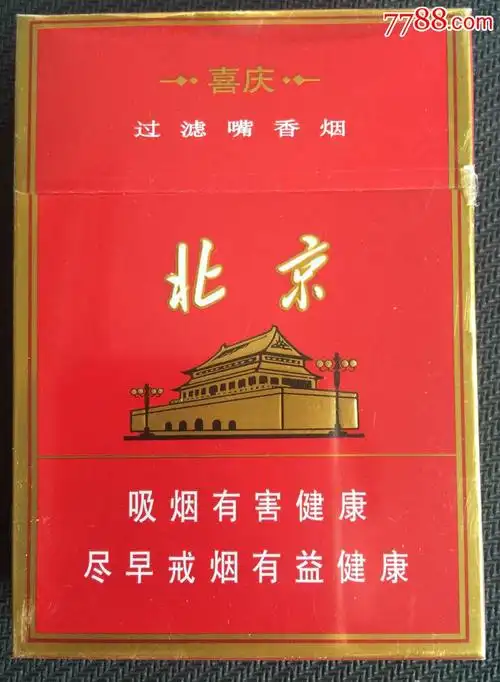 7788.com
喜庆
过滤嘴香烟
北京
吸烟有害健康
尽早戒烟有益健康